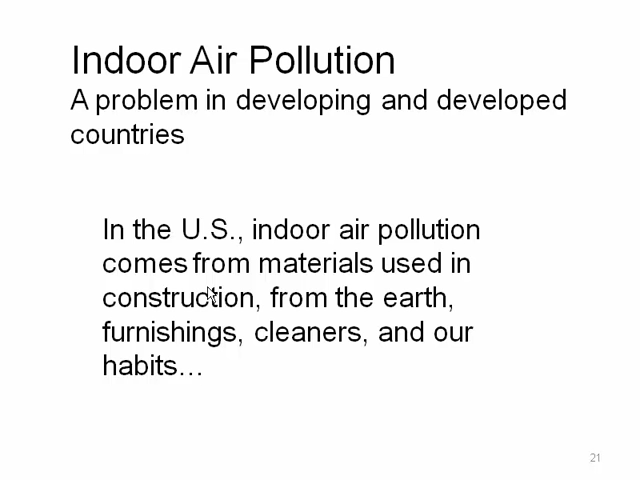 Indoor Air Pollution
A problem in developing and developed
countries
In the U.S., indoor air pollution
comes from materials used in
construction, from the earth,
furnishings, cleaners, and our
habits…
21